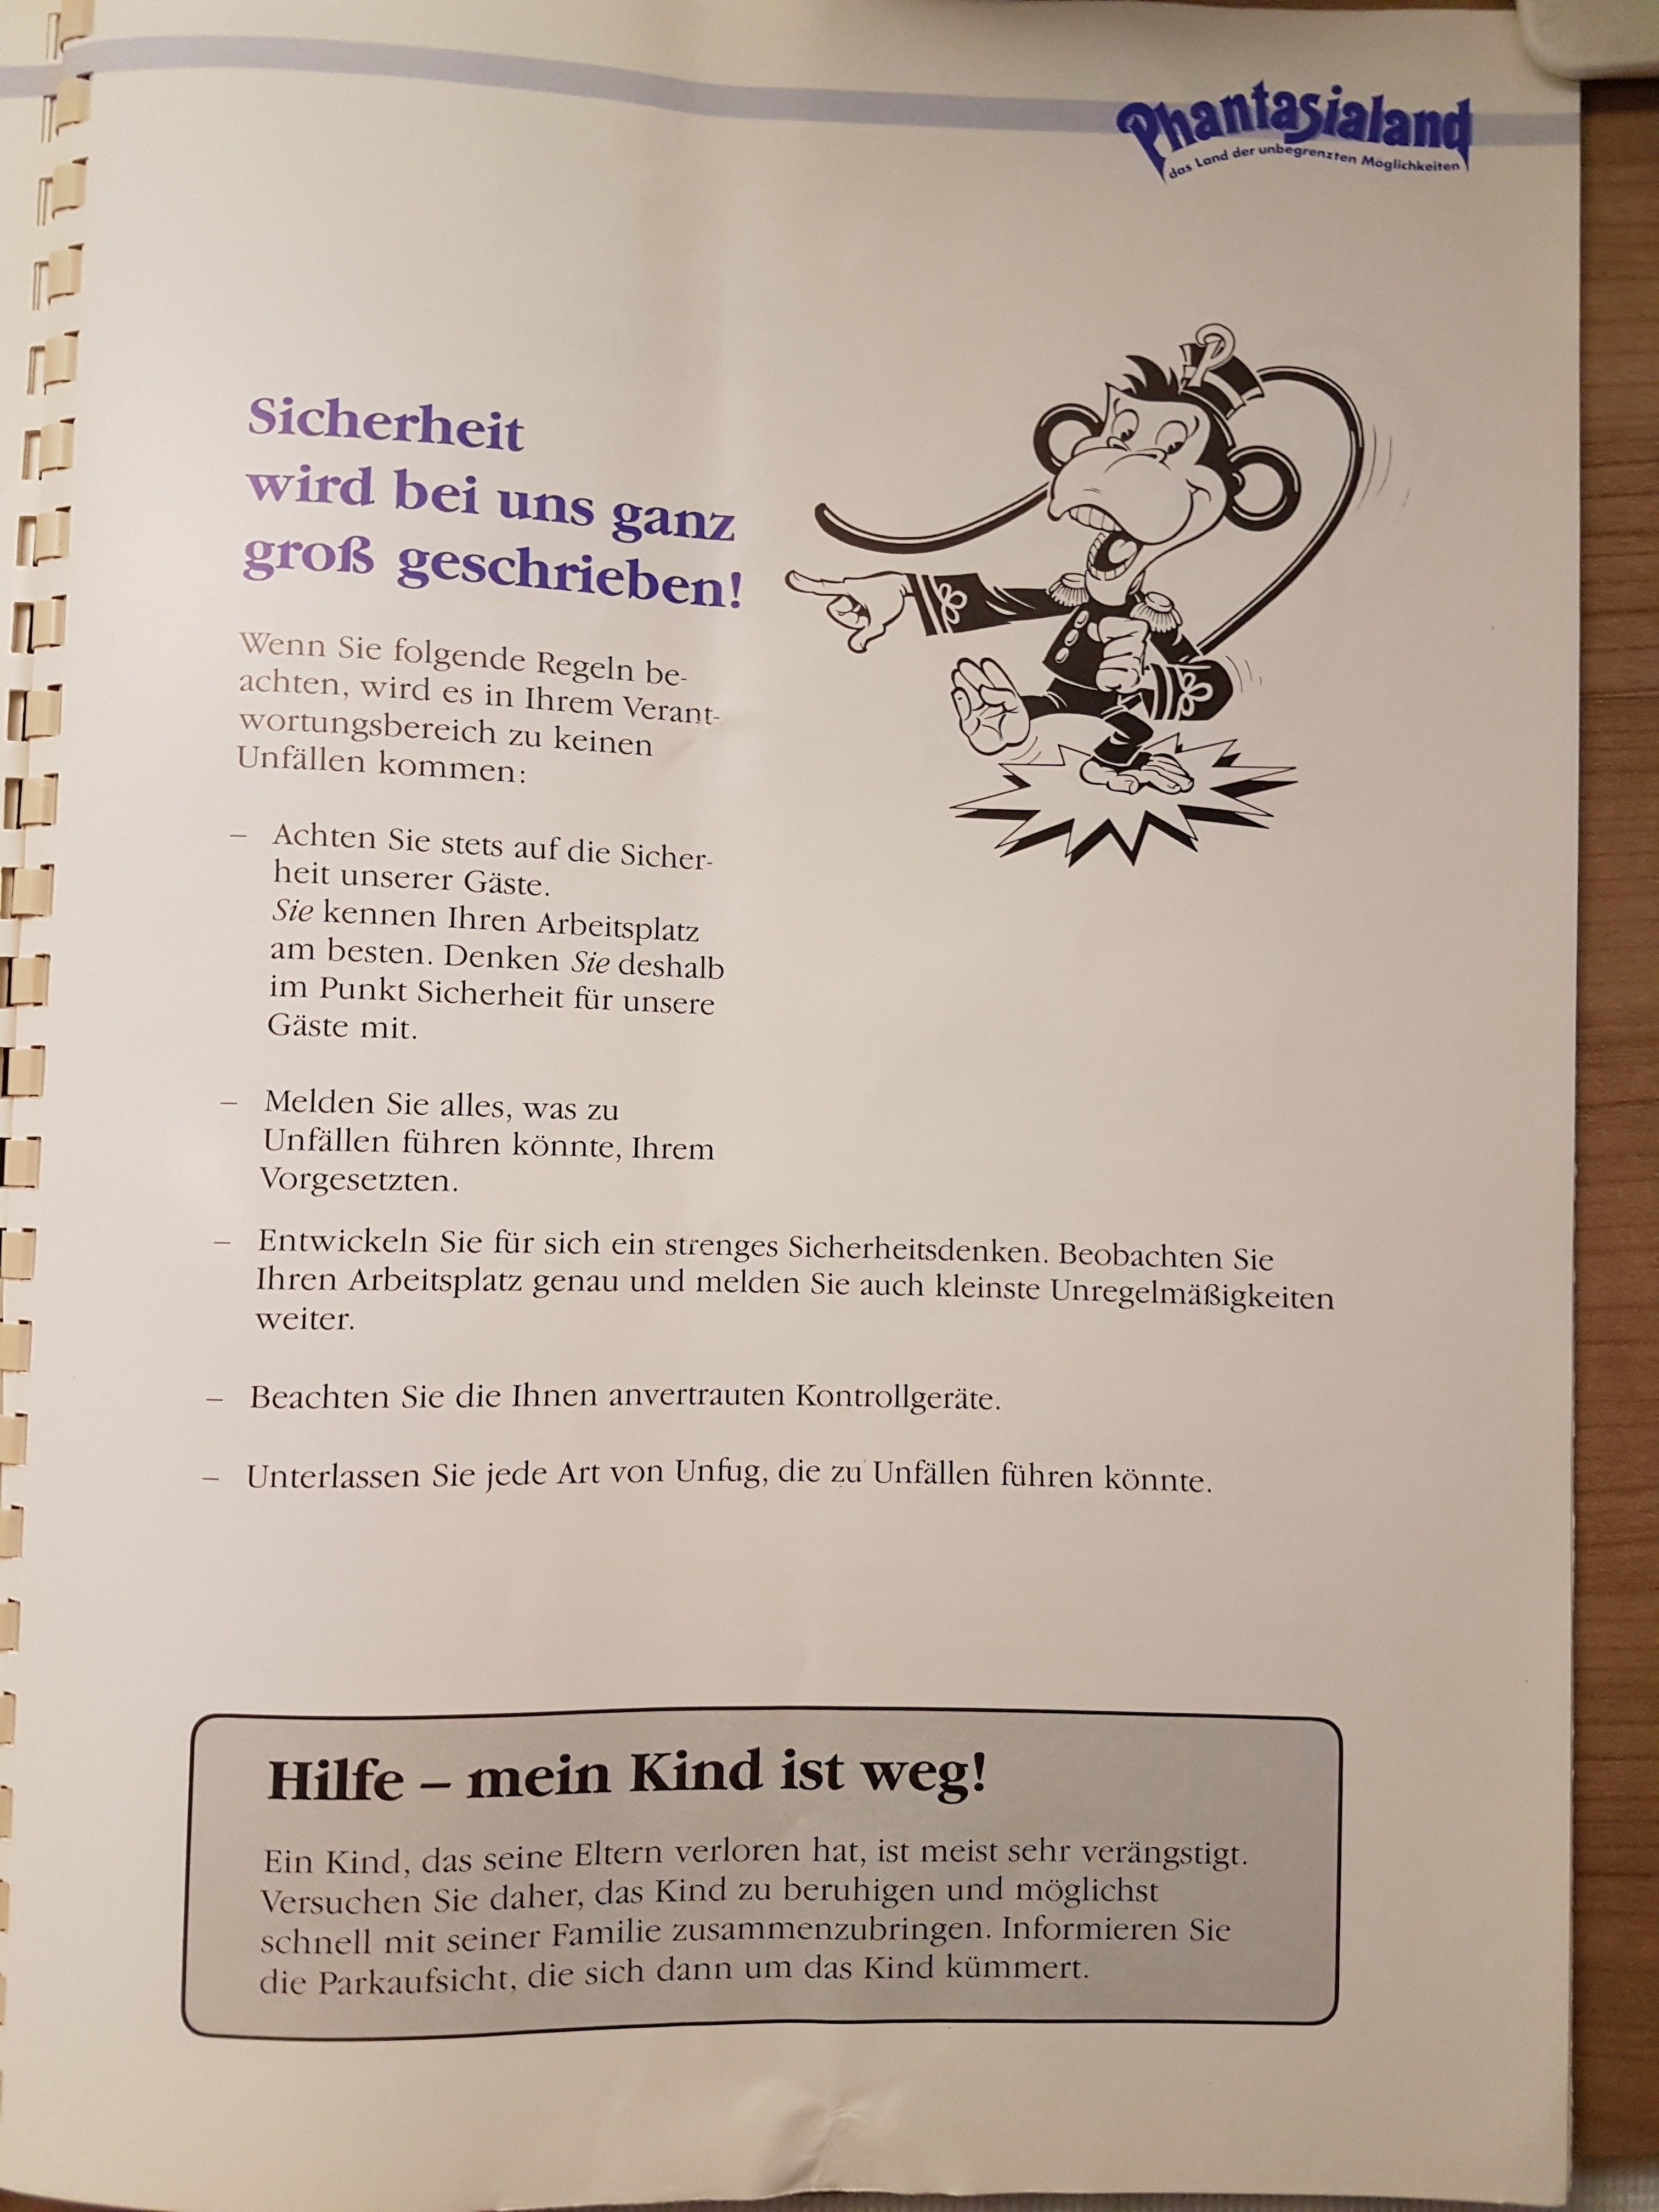 Phantasialand
das Land der unbegrenzten Möglichkeiten
P
Sicherheit
wird bei uns ganz
groß geschrieben!
Wenn Sie folgende Regeln be-
achten, wird es in Ihrem Verant-
wortungsbereich zu keinen
Unfällen kommen:
– Achten Sie stets auf die Sicher-
heit unserer Gäste.
Sie kennen Ihren Arbeitsplatz
am besten. Denken Sie deshalb
im Punkt Sicherheit für unsere
Gäste mit.
– Melden Sie alles, was zu
Unfällen führen könnte, Ihrem
Vorgesetzten.
– Entwickeln Sie für sich ein strenges Sicherheitsdenken. Beobachten Sie
Ihren Arbeitsplatz genau und melden Sie auch kleinste Unregelmäßigkeiten
weiter.
– Beachten Sie die Ihnen anvertrauten Kontrollgeräte.
– Unterlassen Sie jede Art von Unfug, die zu Unfällen führen könnte.
Hilfe – mein Kind ist weg!
Ein Kind, das seine Eltern verloren hat, ist meist sehr verängstigt.
Versuchen Sie daher, das Kind zu beruhigen und möglichst
schnell mit seiner Familie zusammenzubringen. Informieren Sie
die Parkaufsicht, die sich dann um das Kind kümmert.